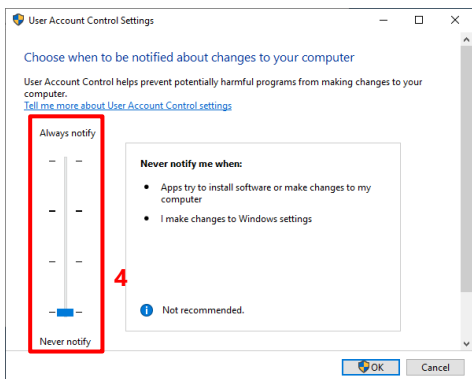 User Account Control Settings
Choose when to be notified about changes to your computer
User Account Control helps prevent potentially harmful programs from making changes to your
computer.
Tell me more about User Account Control settings
Always notify
Never notify me when:
• Apps try to install software or make changes to my
computer
• I make changes to Windows settings
4
Not recommended.
Never notify
OK
Cancel